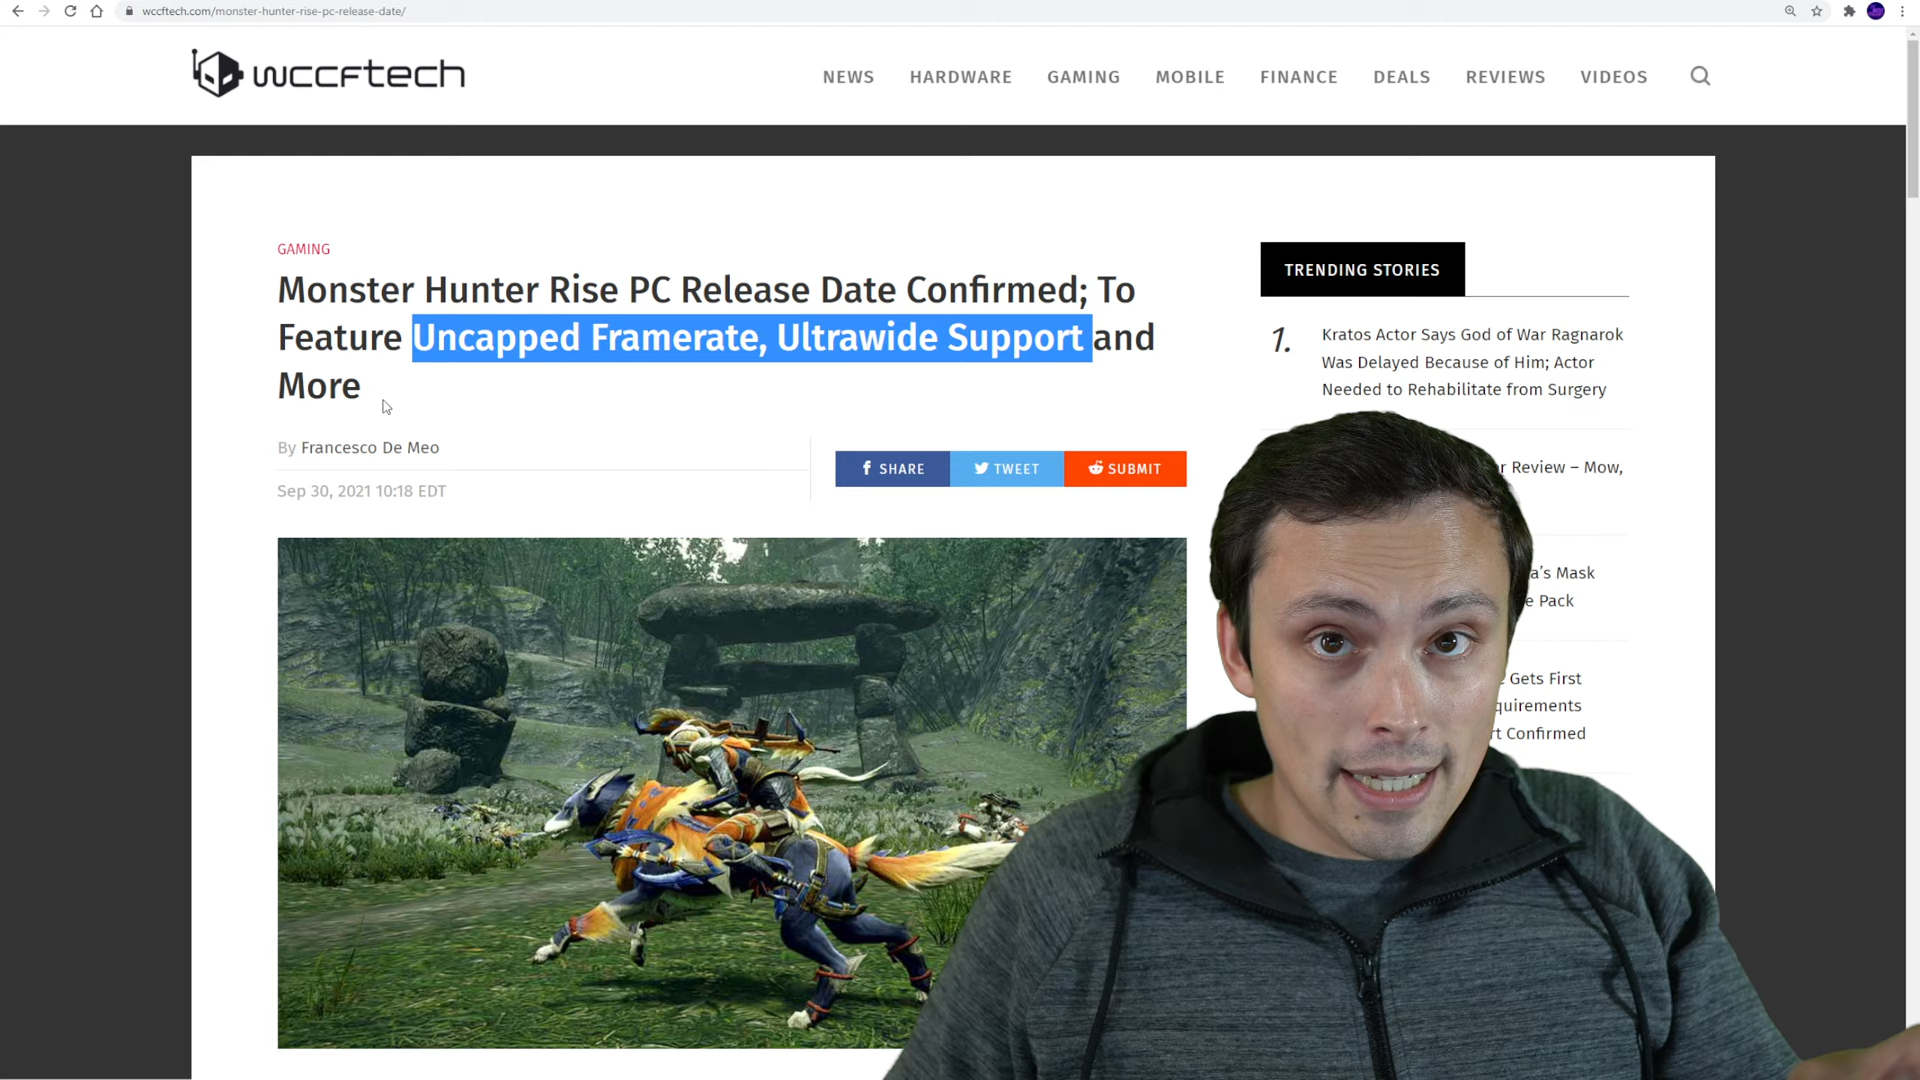 wccftech.com/monster-hunter-rise-pc-release-date/
wccftech
NEWS HARDWARE GAMING MOBILE FINANCE DEALS REVIEWS VIDEOS
GAMING
Monster Hunter Rise PC Release Date Confirmed; To
Feature Uncapped Framerate, Ultrawide Support and
More
By Francesco De Meo
Sep 30, 2021 10:18 EDT
SHARE TWEET SUBMIT
TRENDING STORIES
1.
Kratos Actor Says God of War Ragnarok
Was Delayed Because of Him; Actor
Needed to Rehabilitate from Surgery
Review – Mow,
Mask
Pack
Gets First
Confirmed